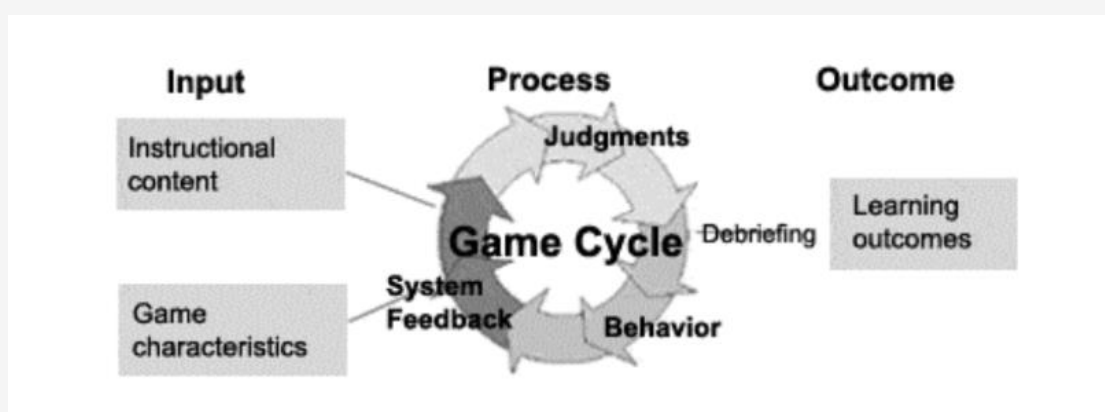 Input
Process
Outcome
Instructional
content
Judgments
Learning
outcomes
Game Cycle
Debriefing
System
Feedback
Behavior
Game
characteristics